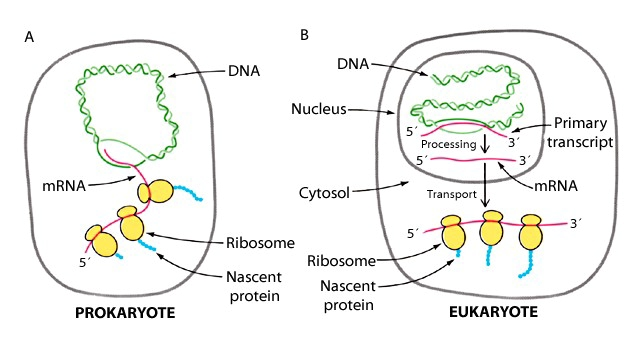 A
DNA
mRNA
Ribosome
5′
Nascent
protein
PROKARYOTE
B
DNA
Nucleus
5′
3′
Primary
transcript
Processing
5′
3′
mRNA
Cytosol
Transport
5′
3′
Ribosome
Nascent
protein
EUKARYOTE